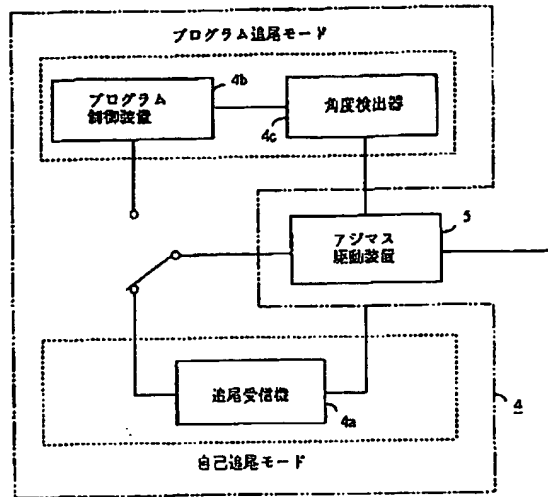 プログラム追尾モード
プログラム
制御装置
4b
角度検出器
4c
アジマス
駆動装置
5
追尾受信機
4a
自己追尾モード
4